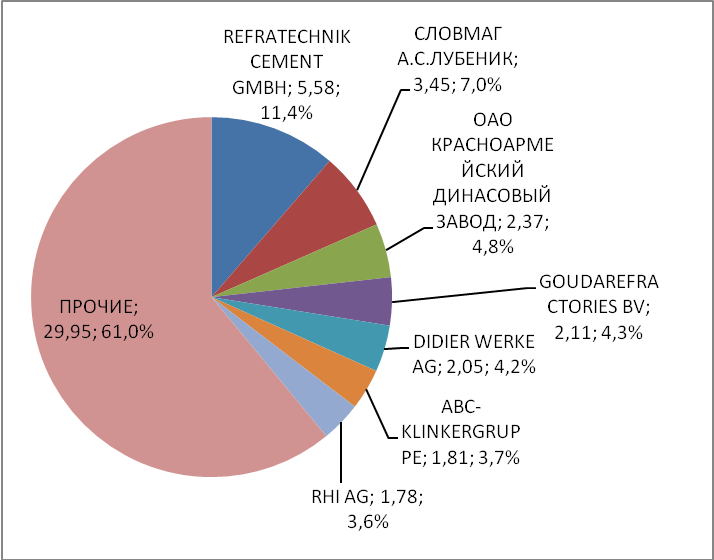 REFRATECHNIK
CEMENT
GMBH; 5,58;
11,4%
СЛОВМАГ
А.С.ЛУБЕНИК;
3,45; 7,0%
ОАО
КРАСНОАРМЕ
ЙСКИЙ
ДИНАСОВЫЙ
ЗАВОД; 2,37;
4,8%
GOUDAREFRA
CTORIES BV;
2,11; 4,3%
DIDIER WERKE
AG; 2,05; 4,2%
ABC-
KLINKERGRUP
PE; 1,81; 3,7%
RHI AG; 1,78;
3,6%
ПРОЧИЕ;
29,95; 61,0%